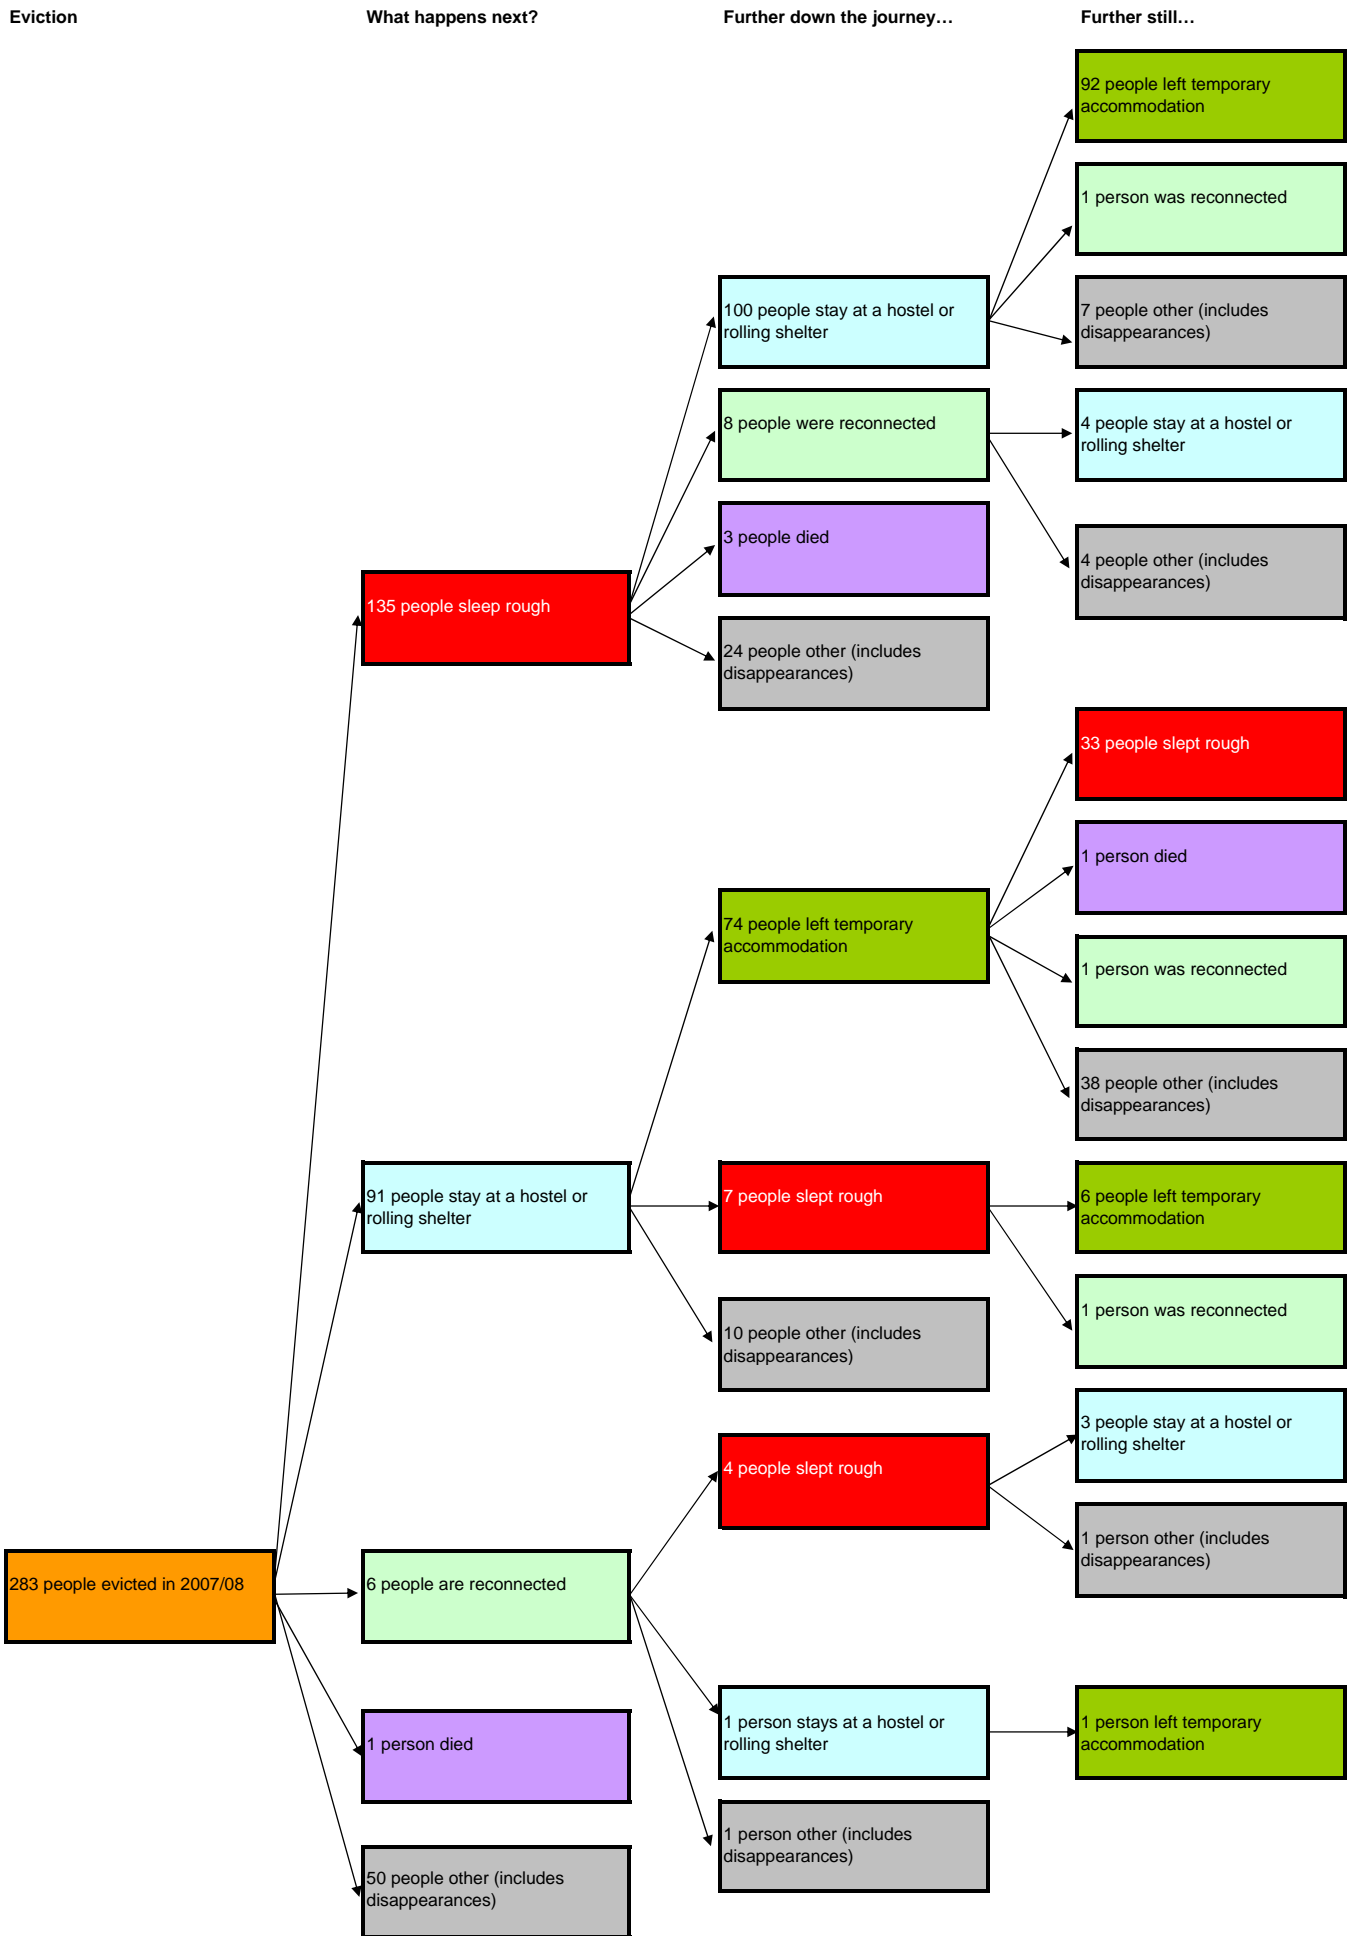 Eviction
What happens next?
Further down the journey…
Further still…
92 people left temporary
accommodation
1 person was reconnected
100 people stay at a hostel or
rolling shelter
7 people other (includes
disappearances)
8 people were reconnected
4 people stay at a hostel or
rolling shelter
3 people died
4 people other (includes
disappearances)
135 people sleep rough
24 people other (includes
disappearances)
33 people slept rough
1 person died
74 people left temporary
accommodation
1 person was reconnected
38 people other (includes
disappearances)
91 people stay at a hostel or
rolling shelter
7 people slept rough
6 people left temporary
accommodation
1 person was reconnected
10 people other (includes
disappearances)
3 people stay at a hostel or
rolling shelter
4 people slept rough
1 person other (includes
disappearances)
283 people evicted in 2007/08
6 people are reconnected
1 person died
1 person stays at a hostel or
rolling shelter
1 person left temporary
accommodation
1 person other (includes
disappearances)
50 people other (includes
disappearances)